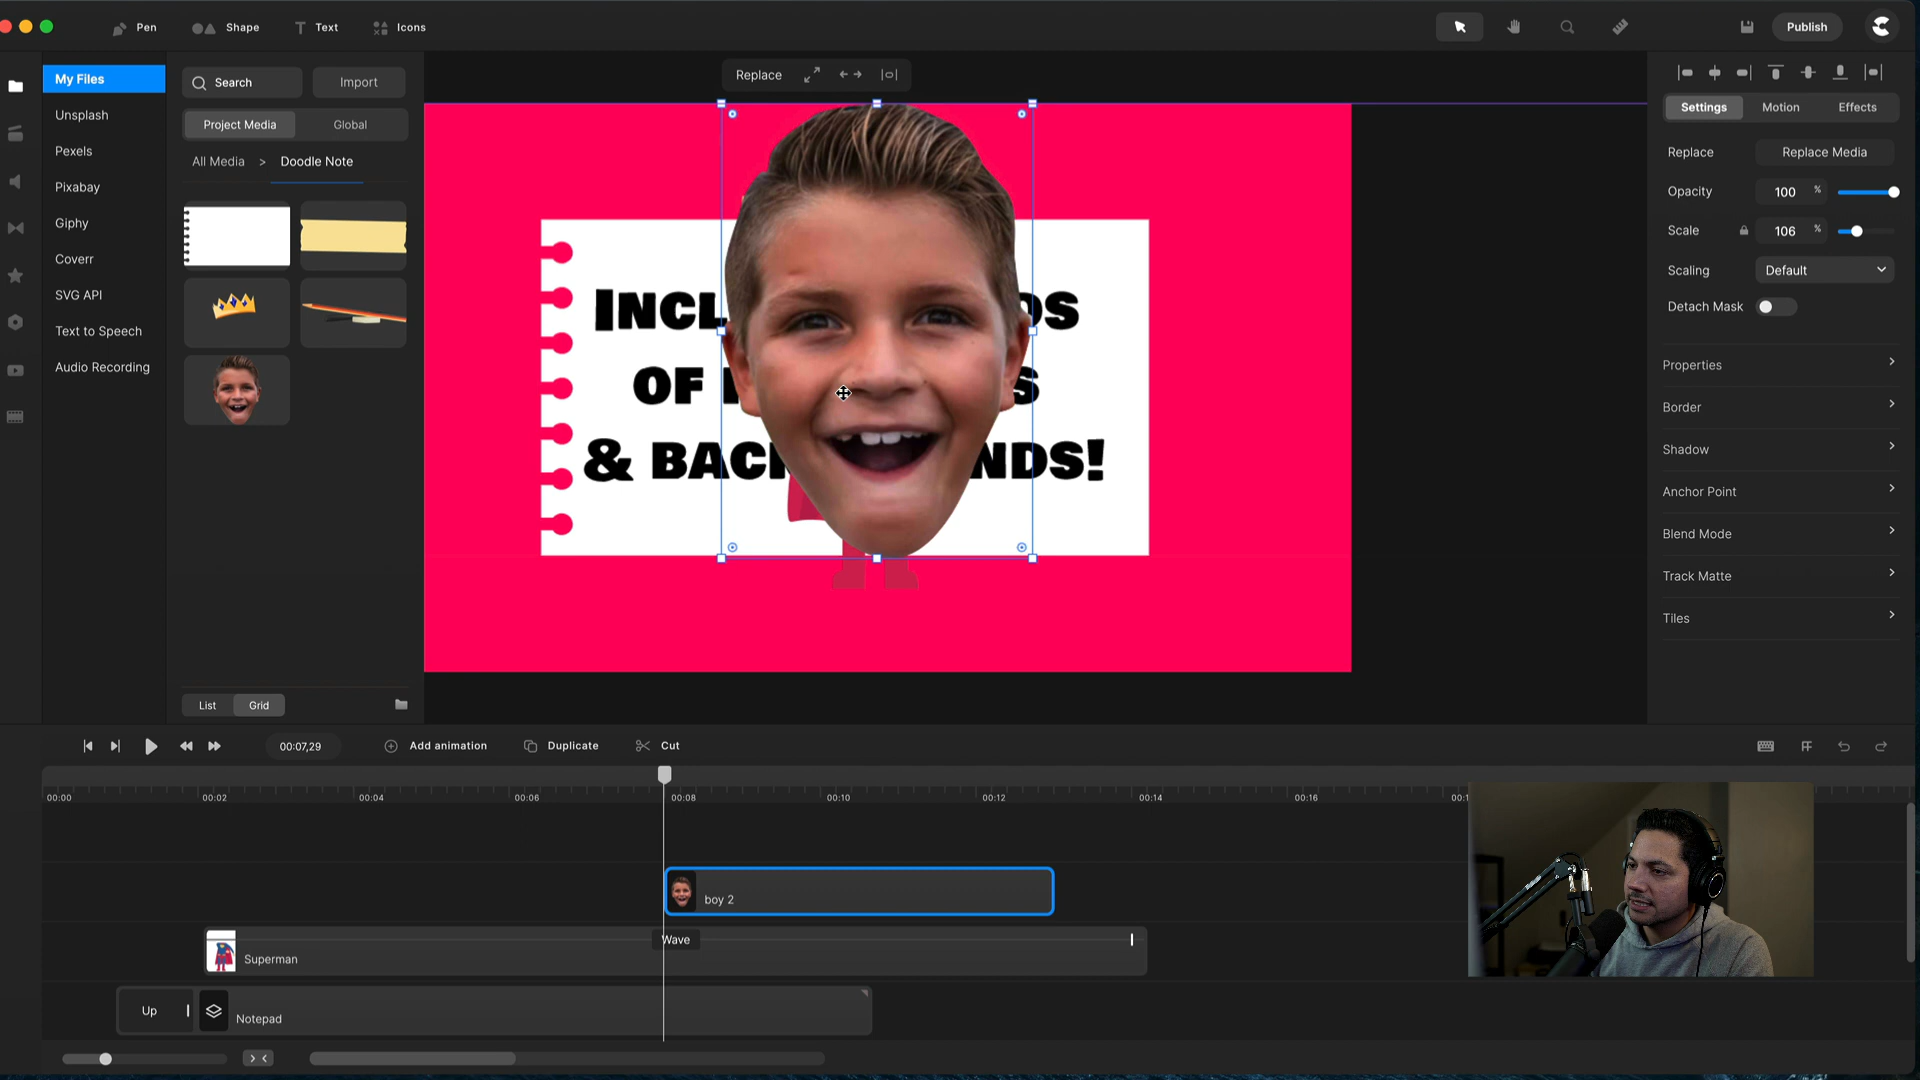 Pen
Shape
Text
Icons
Publish
My Files
Unsplash
Pexels
Pixabay
Giphy
Coverr
SVG API
Text to Speech
Audio Recording
Search
Import
Project Media
Global
All Media > Doodle Note
List
Grid
Replace
INCL
DS
OF
S
& BAC
NDS!
Settings
Motion
Effects
Replace
Replace Media
Opacity
100 %
Scale
106 %
Scaling
Default
Detach Mask
Properties
Border
Shadow
Anchor Point
Blend Mode
Track Matte
Tiles
00:07,29
Add animation
Duplicate
Cut
00:00
00:02
00:04
00:06
00:08
00:10
00:12
00:14
00:16
00:1
boy 2
Wave
Superman
Up
Notepad